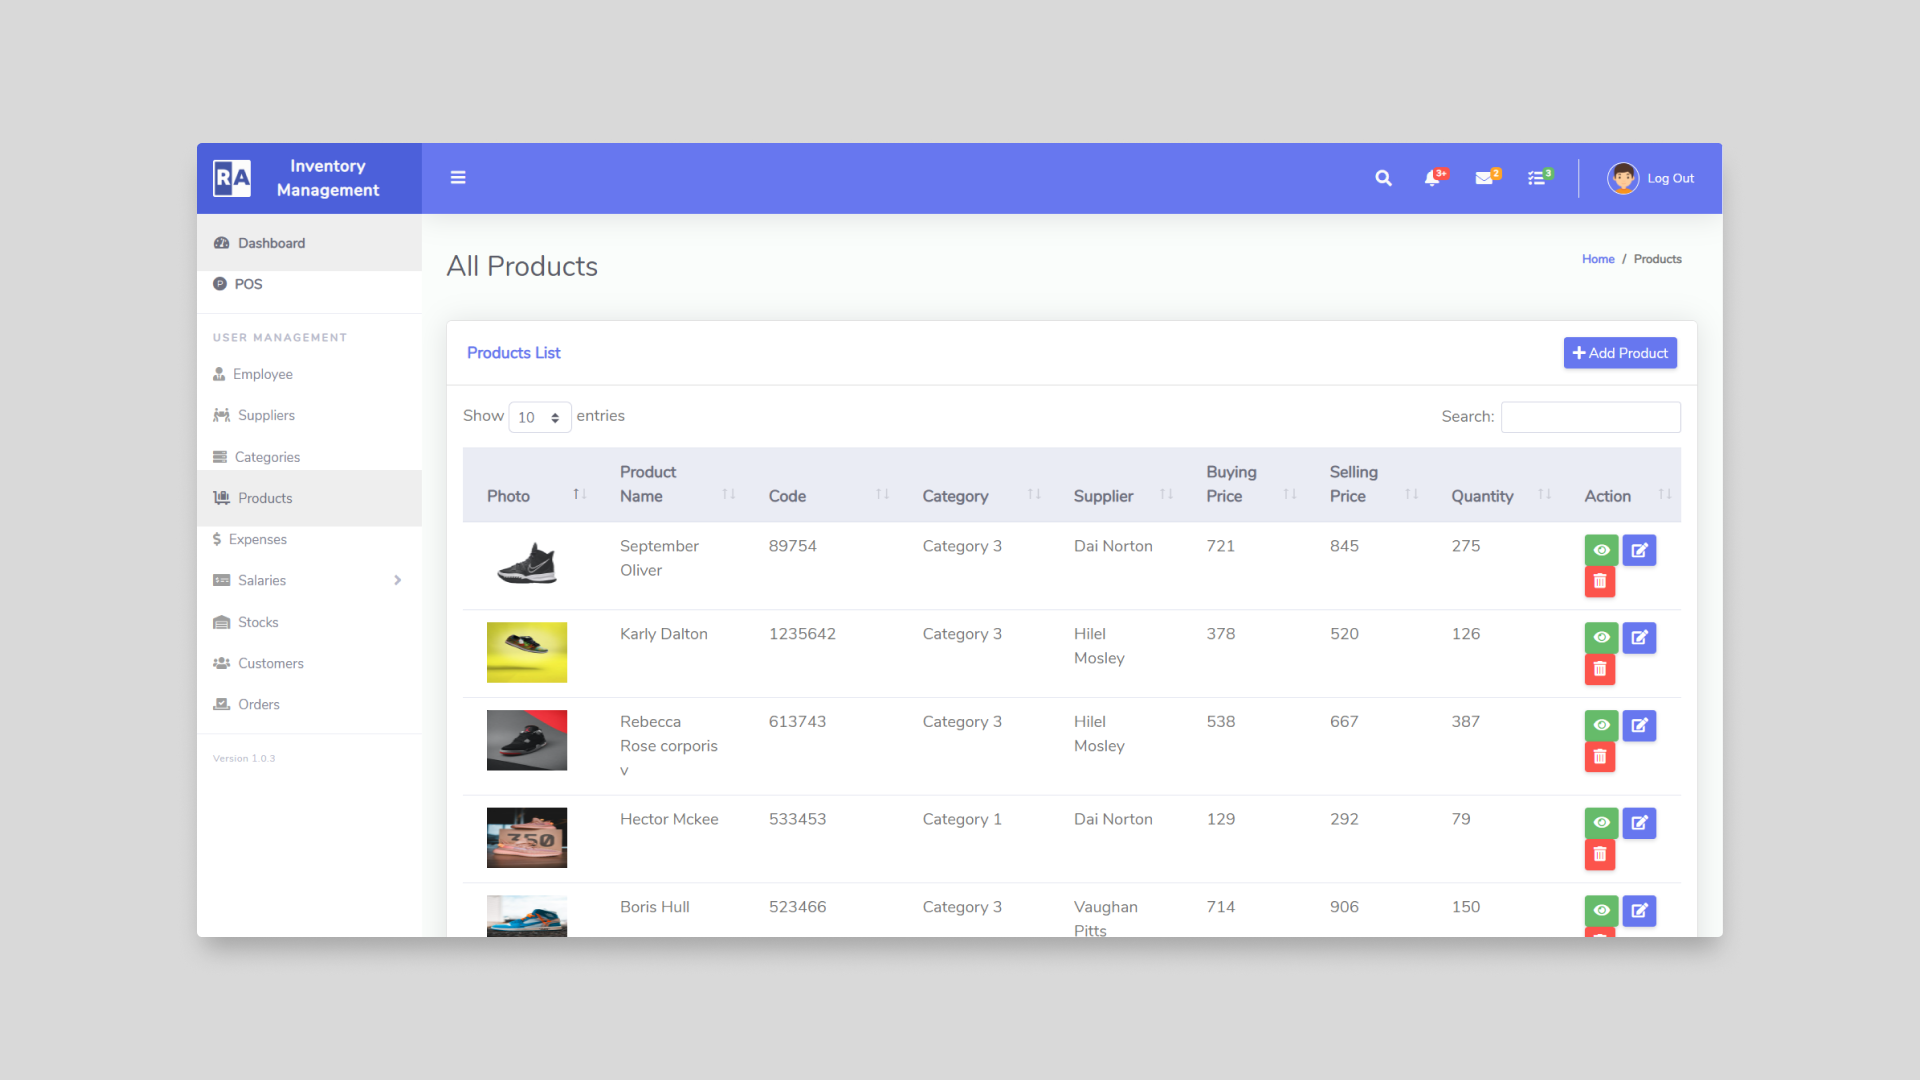 RA
Inventory
Management
3+
2
3
Log Out
Dashboard
POS
USER MANAGEMENT
Employee
Suppliers
Categories
Products
Expenses
Salaries
Stocks
Customers
Orders
Version 1.0.3
All Products
Home / Products
Products List
Add Product
Show 10 entries
Search:
Photo Product Name Code Category Supplier Buying Price Selling Price Quantity Action
September 89754 Category 3 Dai Norton 721 845 275
Oliver
Karly Dalton 1235642 Category 3 Hilel 378 520 126
Mosley
Rebecca 613743 Category 3 Hilel 538 667 387
Rose corporis Mosley
v
350
Hector Mckee 533453 Category 1 Dai Norton 129 292 79
Boris Hull 523466 Category 3 Vaughan 714 906 150
Pitts